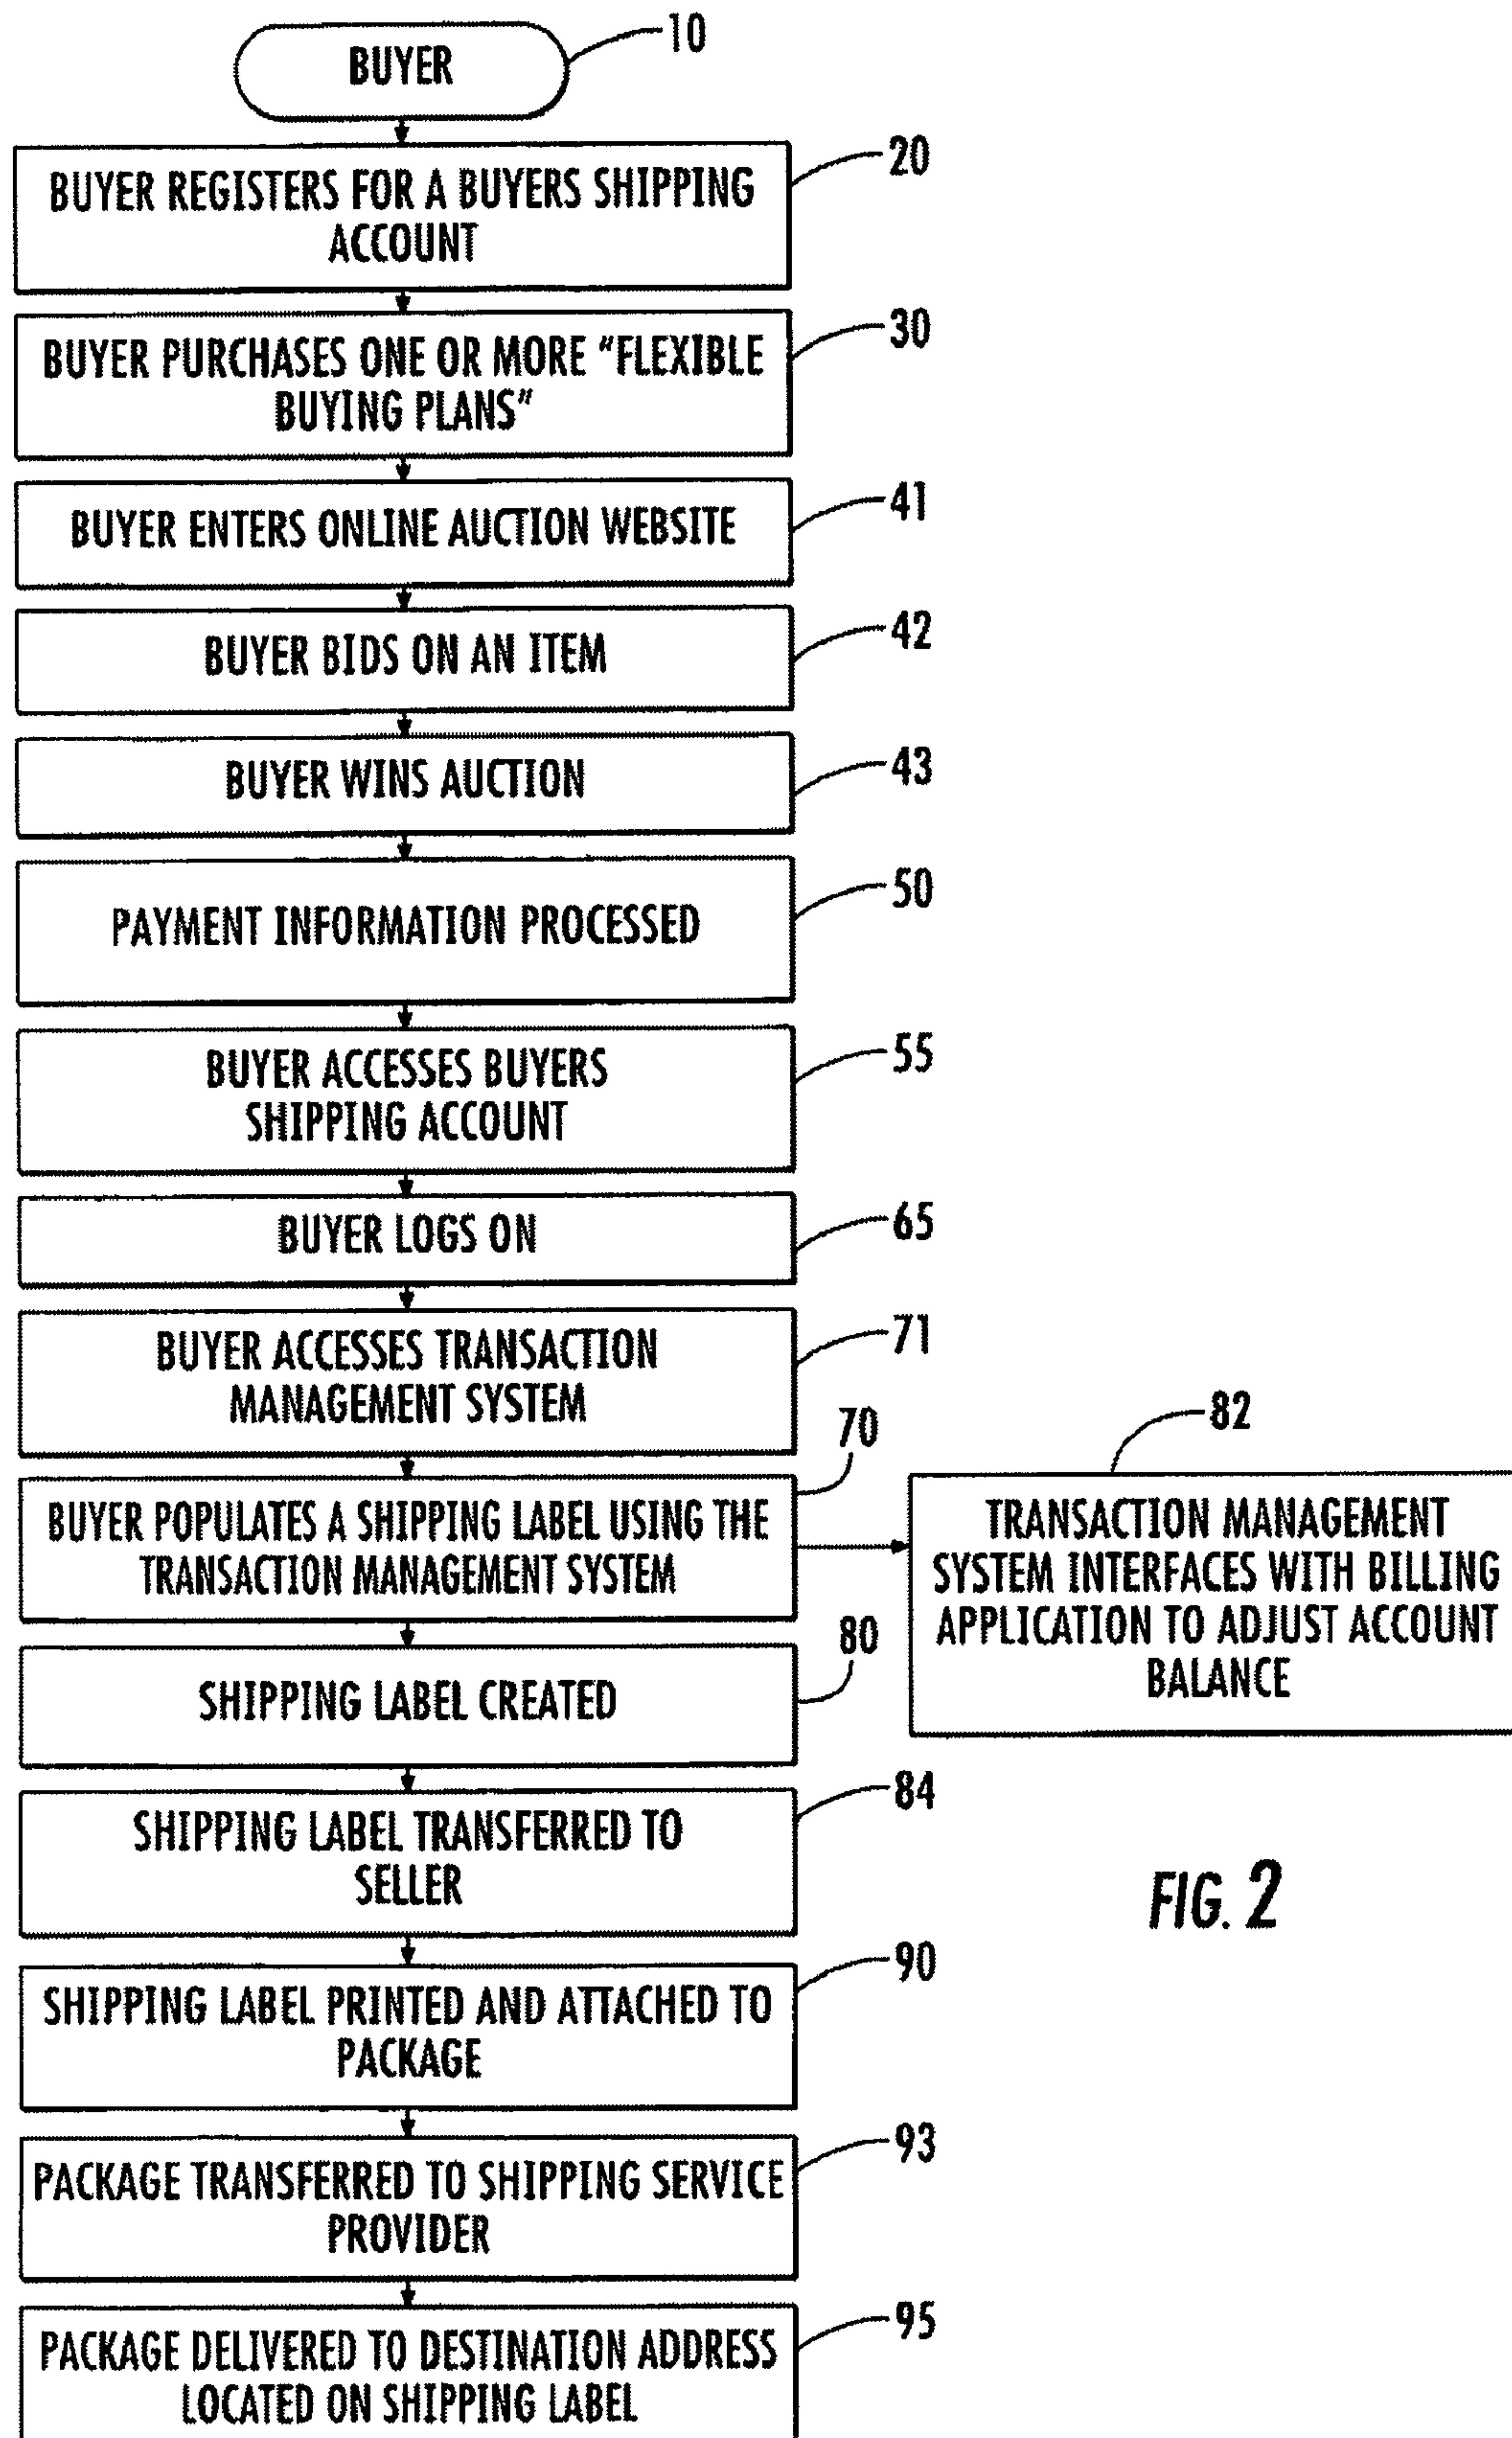 BUYER
10
BUYER REGISTERS FOR A BUYERS SHIPPING
ACCOUNT
20
BUYER PURCHASES ONE OR MORE "FLEXIBLE
BUYING PLANS"
30
BUYER ENTERS ONLINE AUCTION WEBSITE
41
BUYER BIDS ON AN ITEM
42
BUYER WINS AUCTION
43
PAYMENT INFORMATION PROCESSED
50
BUYER ACCESSES BUYERS
SHIPPING ACCOUNT
55
BUYER LOGS ON
65
BUYER ACCESSES TRANSACTION
MANAGEMENT SYSTEM
71
BUYER POPULATES A SHIPPING LABEL USING THE
TRANSACTION MANAGEMENT SYSTEM
70
TRANSACTION MANAGEMENT
SYSTEM INTERFACES WITH BILLING
APPLICATION TO ADJUST ACCOUNT
BALANCE
82
SHIPPING LABEL CREATED
80
SHIPPING LABEL TRANSFERRED TO
SELLER
84
FIG. 2
SHIPPING LABEL PRINTED AND ATTACHED TO
PACKAGE
90
PACKAGE TRANSFERRED TO SHIPPING SERVICE
PROVIDER
93
PACKAGE DELIVERED TO DESTINATION ADDRESS
LOCATED ON SHIPPING LABEL
95